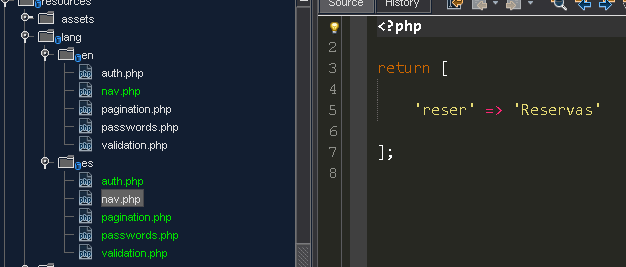 resources
assets
lang
en
auth.php
nav.php
pagination.php
passwords.php
validation.php
es
auth.php
nav.php
pagination.php
passwords.php
validation.php
Source History
<?php
2
3 return [
4
5 'reser' => 'Reservas'
6
7 ];
8